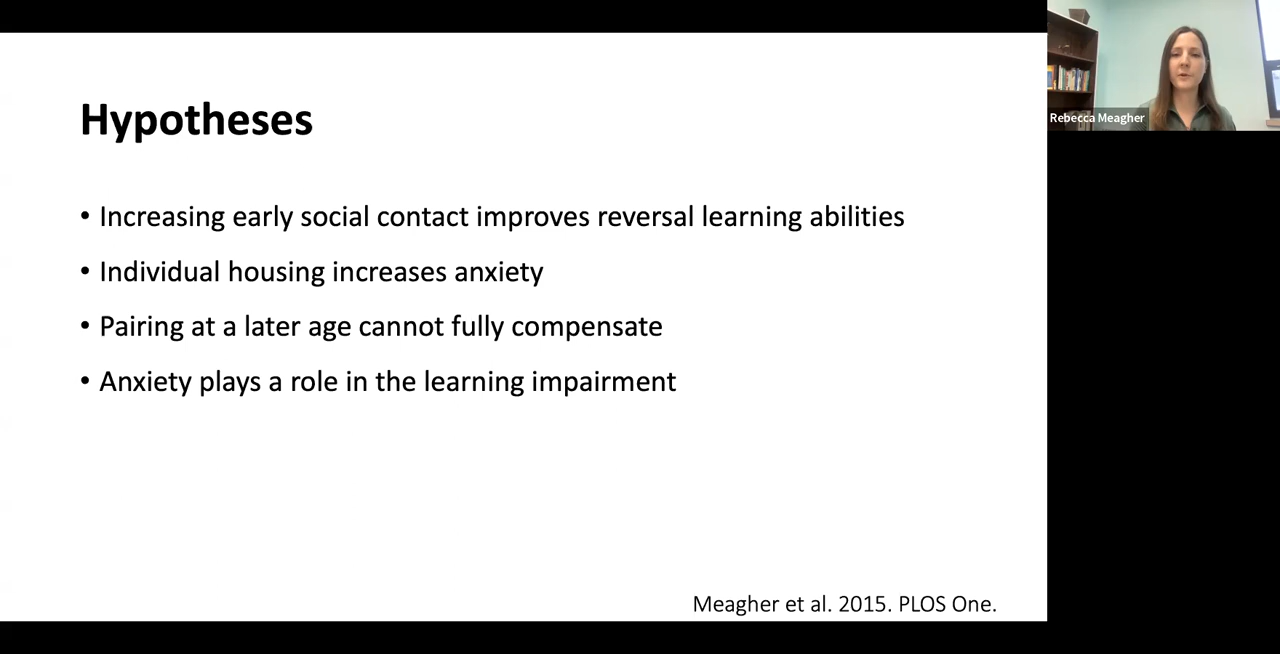 Hypotheses
• Increasing early social contact improves reversal learning abilities
• Individual housing increases anxiety
• Pairing at a later age cannot fully compensate
• Anxiety plays a role in the learning impairment
Meagher et al. 2015. PLOS One.
Rebecca Meagher